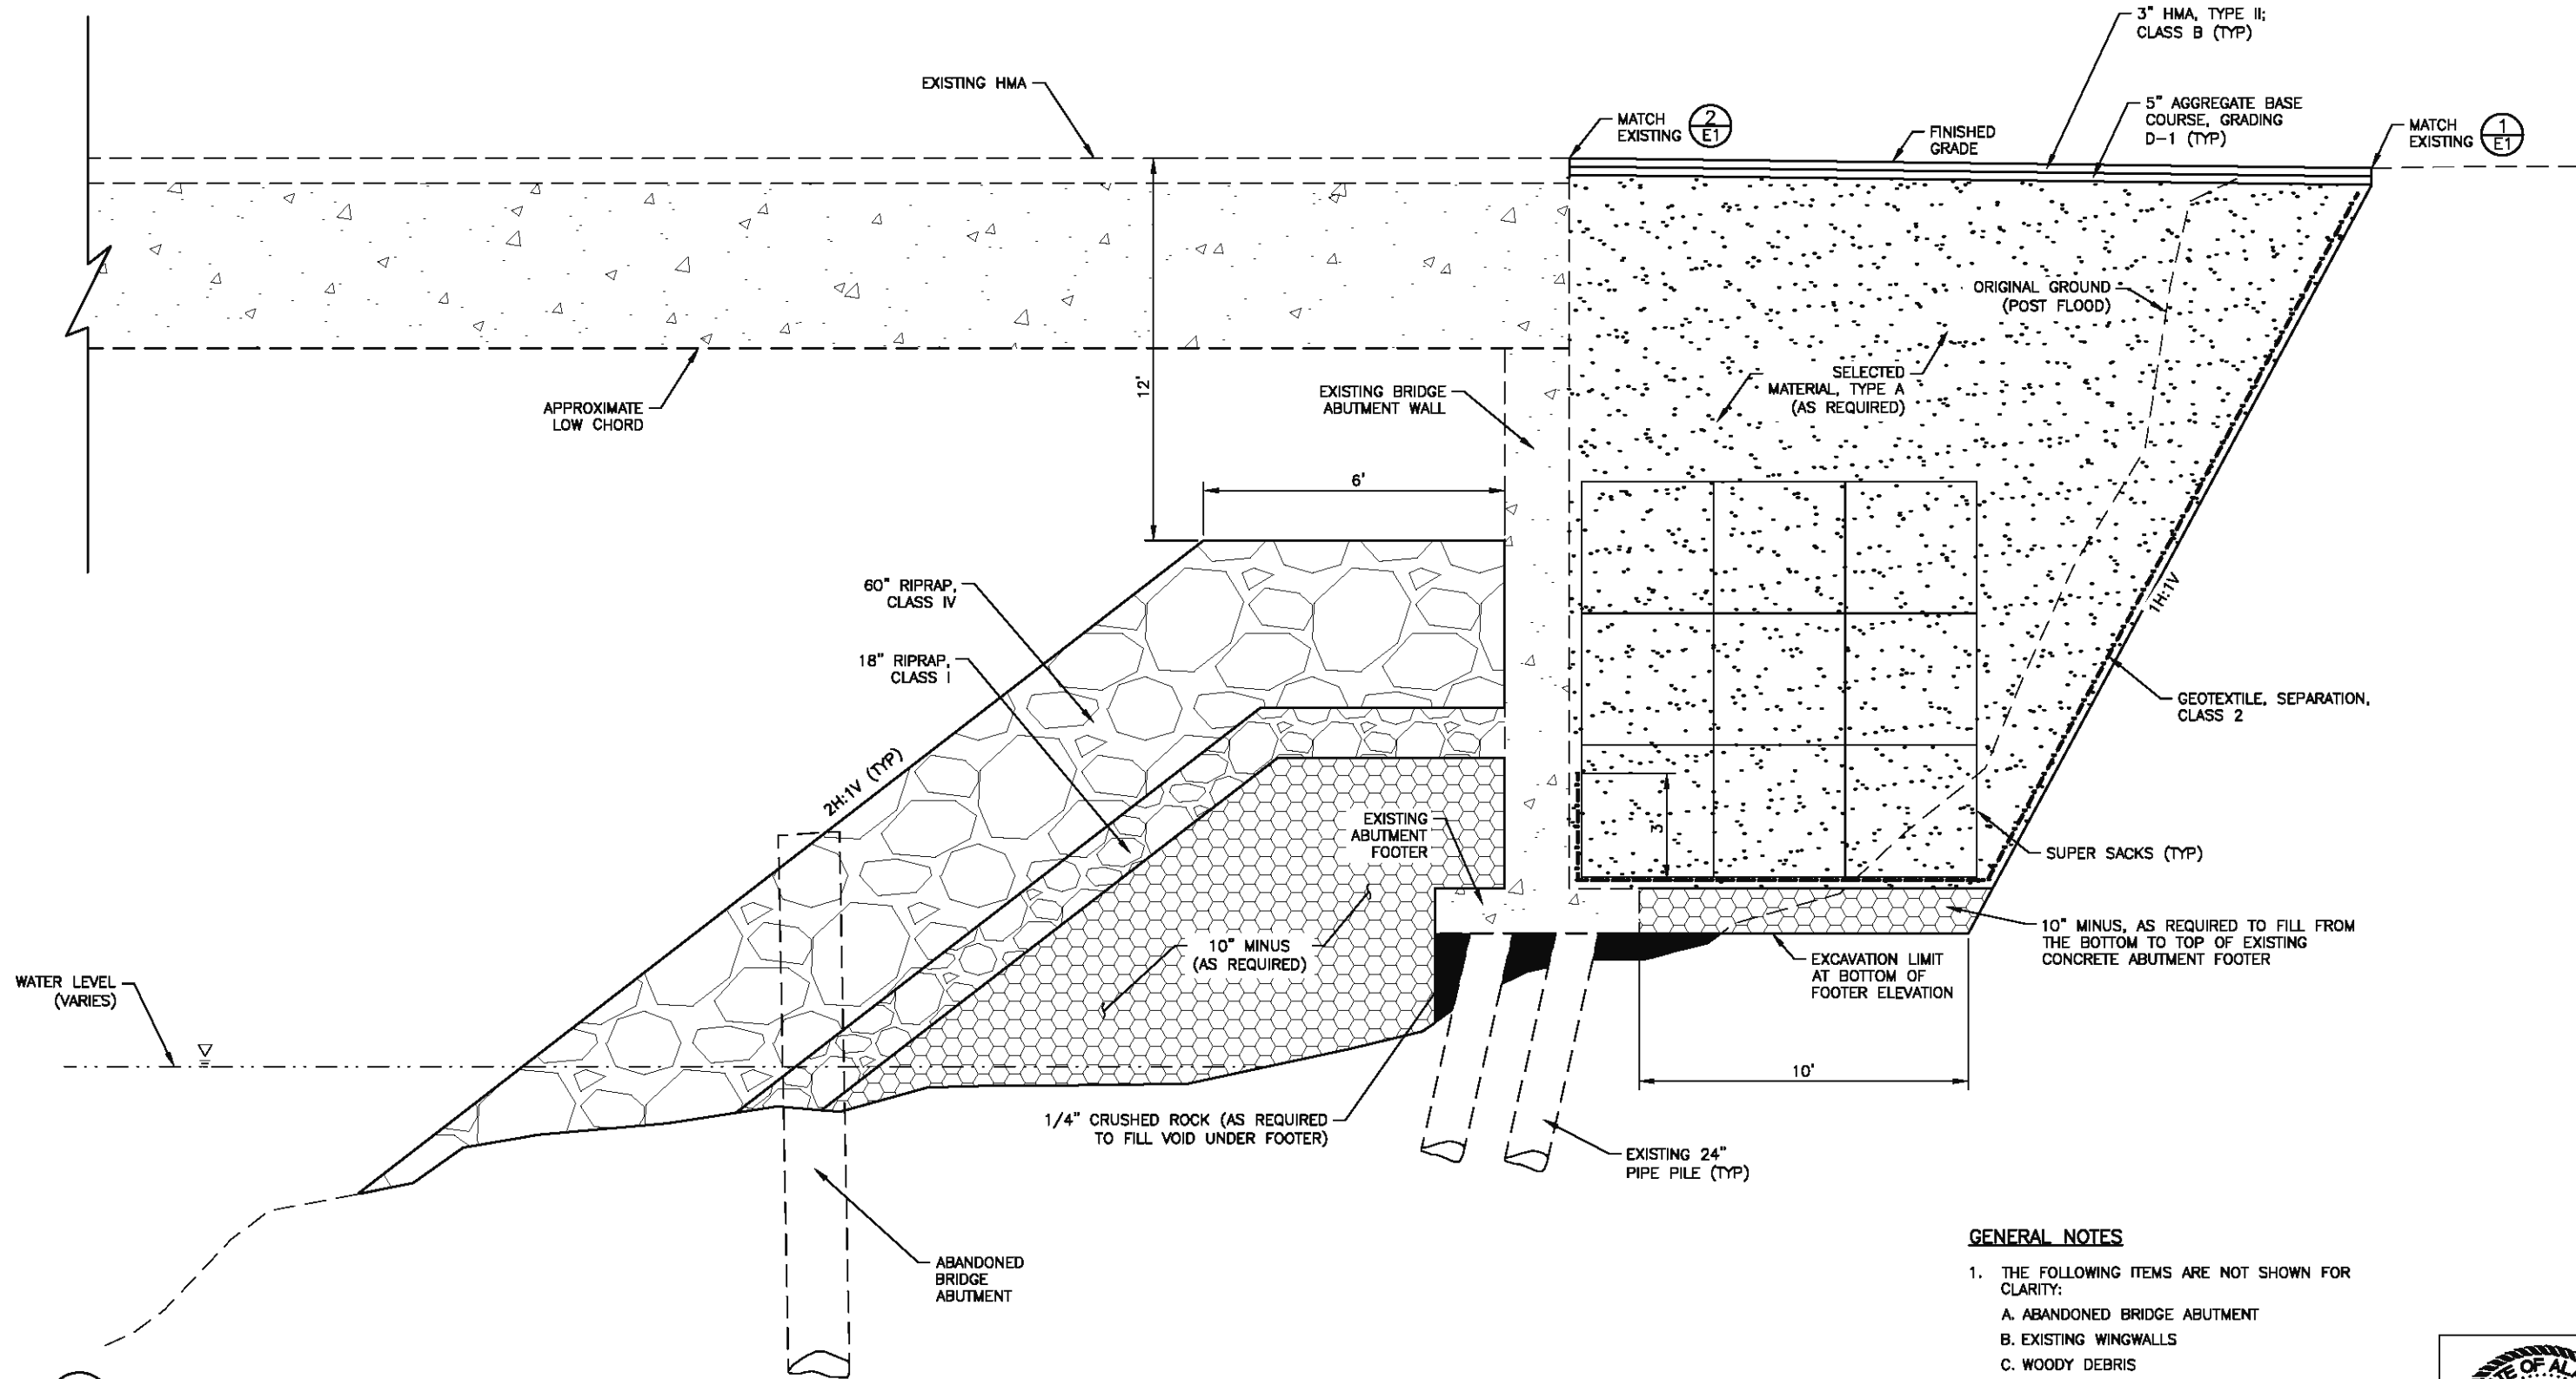 3" HMA, TYPE II;
CLASS B (TYP)
EXISTING HMA
MATCH
EXISTING
2
E1
FINISHED
GRADE
5" AGGREGATE BASE
COURSE, GRADING
D-1 (TYP)
MATCH
EXISTING
1
E1
ORIGINAL GROUND
(POST FLOOD)
12'
APPROXIMATE
LOW CHORD
EXISTING BRIDGE
ABUTMENT WALL
SELECTED
MATERIAL, TYPE A
(AS REQUIRED)
6'
60" RIPRAP,
CLASS IV
1H:1V
18" RIPRAP,
CLASS I
GEOTEXTILE, SEPARATION,
CLASS 2
2H:1V (TYP)
EXISTING
ABUTMENT
FOOTER
3'
SUPER SACKS (TYP)
10" MINUS
(AS REQUIRED)
10" MINUS, AS REQUIRED TO FILL FROM
THE BOTTOM TO TOP OF EXISTING
CONCRETE ABUTMENT FOOTER
EXCAVATION LIMIT
AT BOTTOM OF
FOOTER ELEVATION
WATER LEVEL
(VARIES)
10'
1/4" CRUSHED ROCK (AS REQUIRED
TO FILL VOID UNDER FOOTER)
EXISTING 24"
PIPE PILE (TYP)
ABANDONED
BRIDGE
ABUTMENT
GENERAL NOTES
1. THE FOLLOWING ITEMS ARE NOT SHOWN FOR
CLARITY:
A. ABANDONED BRIDGE ABUTMENT
B. EXISTING WINGWALLS
C. WOODY DEBRIS
OF